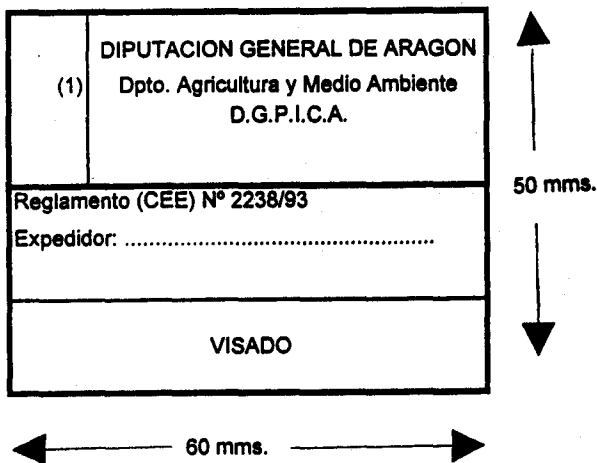 DIPUTACION GENERAL DE ARAGON
(1) Dpto. Agricultura y Medio Ambiente
D.G.P.I.C.A.
50 mms.
Reglamento (CEE) Nº 2238/93
Expedidor: ...................................................
VISADO
60 mms.